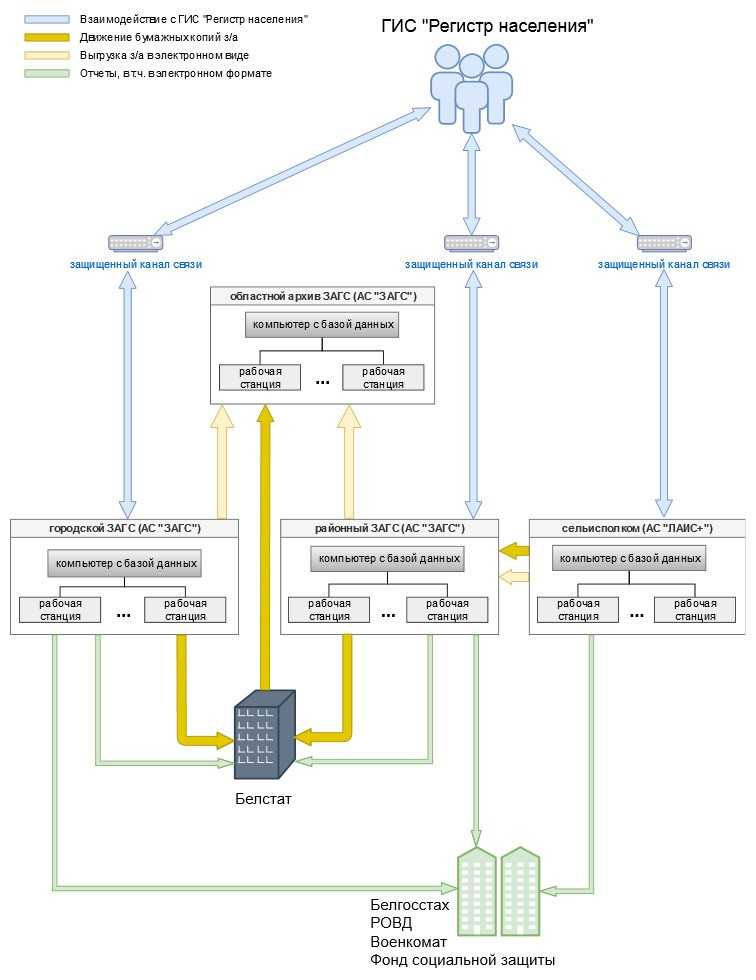 Взаимодействие с ГИС "Регистр населения"
Движение бумажных копий з/а
Выгрузка з/а в электронном виде
Отчеты, в т.ч. в электронном формате
ГИС "Регистр населения"
защищенный канал связи
защищенный канал связи
защищенный канал связи
областной архив ЗАГС (АС "ЗАГС")
компьютер с базой данных
рабочая
станция
...
рабочая
станция
городской ЗАГС (АС "ЗАГС")
компьютер с базой данных
рабочая
станция
...
рабочая
станция
районный ЗАГС (АС "ЗАГС")
компьютер с базой данных
рабочая
станция
...
рабочая
станция
сельисполком (АС "ЛАИС+")
компьютер с базой данных
рабочая
станция
...
рабочая
станция
Белстат
Белгосстах
РОВД
Военкомат
Фонд социальной защиты